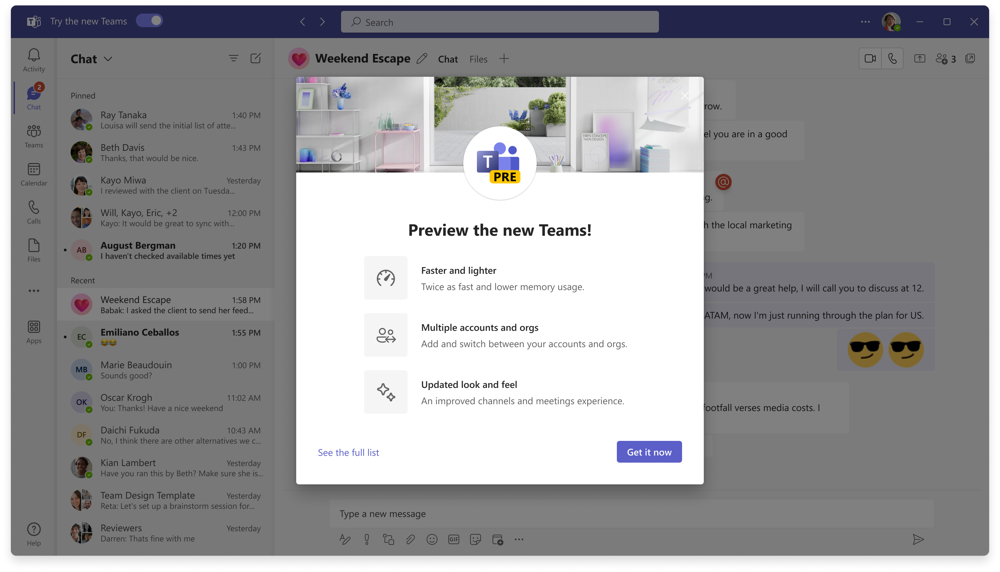 Try the new Teams
Search
Activity
2
Chat
Teams
Calendar
Calls
Files
Apps
Help
Chat
Pinned
Ray Tanaka 1:40 PM
Louisa will send the initial list of atte...
Beth Davis 1:43 PM
Thanks, that would be nice.
Kayo Miwa Yesterday
I reviewed with the client on Tuesda...
Will, Kayo, Eric, +2 12:00 PM
Kayo: It would be great to sync with...
AB August Bergman 1:20 PM
I haven't checked available times yet
Recent
Weekend Escape 1:58 PM
Babak: I asked the client to send her feed...
EC Emiliano Ceballos 1:55 PM
MB Marie Beaudouin 1:00 PM
Sounds good?
OK Oscar Krogh 11:02 AM
You: Thanks! Have a nice weekend
DF Daichi Fukuda 10:43 AM
No, I think there are other alternatives we c...
Kian Lambert Yesterday
Have you ran this by Beth? Make sure she is...
Team Design Template Yesterday
Reta: Let's set up a brainstorm session for...
Reviewers Yesterday
Darren: Thats fine with me
Weekend Escape Chat Files 3
STUDIO
FIRTS CONCEPT,
THEN DESIGN
T
PRE
Preview the new Teams!
Faster and lighter
Twice as fast and lower memory usage.
Multiple accounts and orgs
Add and switch between your accounts and orgs.
Updated look and feel
An improved channels and meetings experience.
See the full list
Get it now
row.
el you are in a good
@
g.
h the local marketing
PM
would be a great help, I will call you to discuss at 12.
ATAM, now I'm just running through the plan for US.
footfall verses media costs. I
Type a new message
GIF